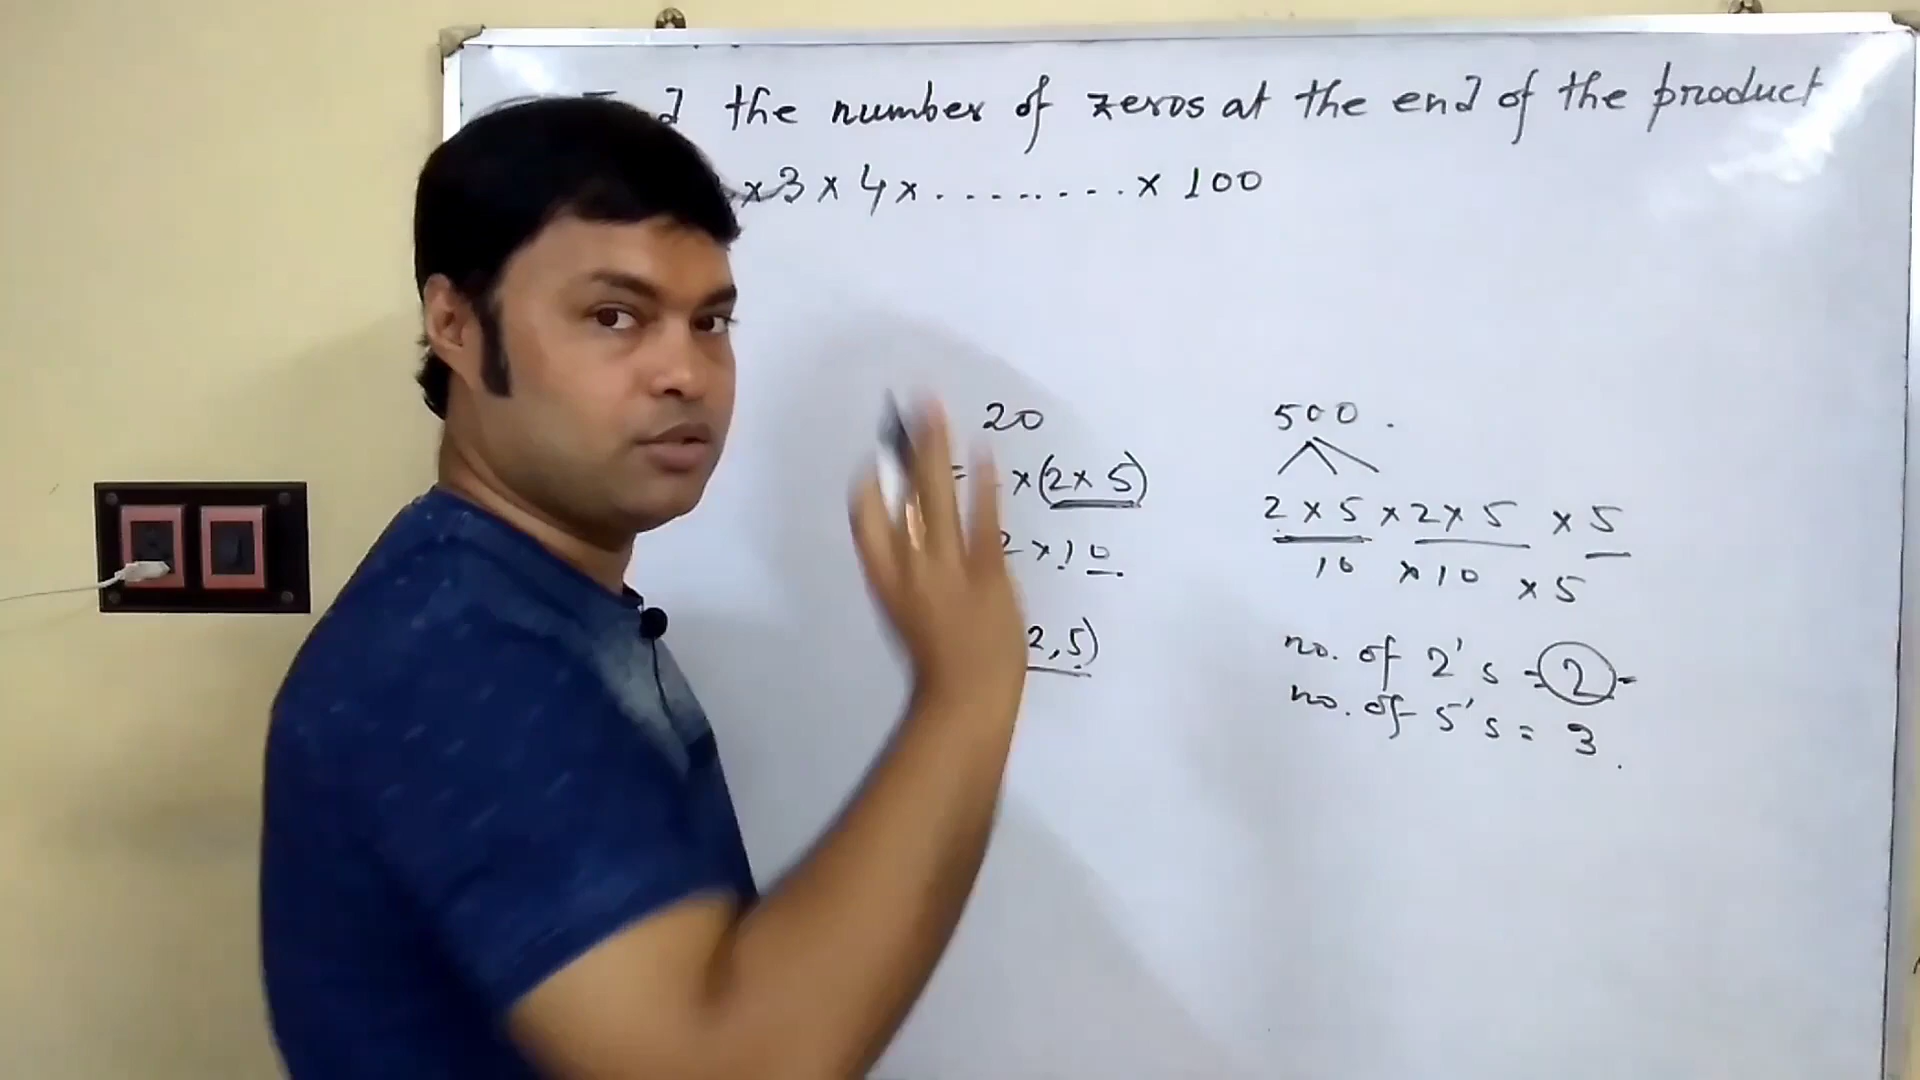 the number of zeros at the end of the product
x 3 x 4 x . . . . . . . . x 100
20
= x (2 x 5)
2 x 10
2, 5)
500 .
2 x 5 x 2 x 5 x 5
10 x 10 x 5
no. of 2's = 2
no. of 5's = 3